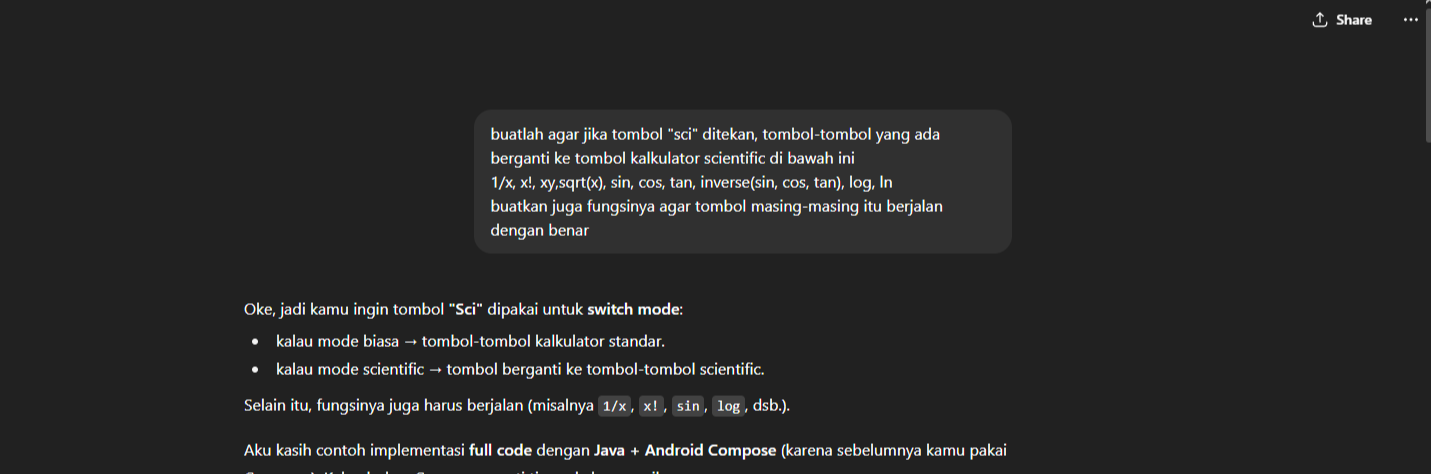 Share
buatlah agar jika tombol "sci" ditekan, tombol-tombol yang ada
berganti ke tombol kalkulator scientific di bawah ini
1/x, x!, xy,sqrt(x), sin, cos, tan, inverse(sin, cos, tan), log, ln
buatkan juga fungsinya agar tombol masing-masing itu berjalan
dengan benar
Oke, jadi kamu ingin tombol "Sci" dipakai untuk switch mode:
• kalau mode biasa → tombol-tombol kalkulator standar.
• kalau mode scientific → tombol berganti ke tombol-tombol scientific.
Selain itu, fungsinya juga harus berjalan (misalnya 1/x, x!, sin, log, dsb.).
Aku kasih contoh implementasi full code dengan Java + Android Compose (karena sebelumnya kamu pakai